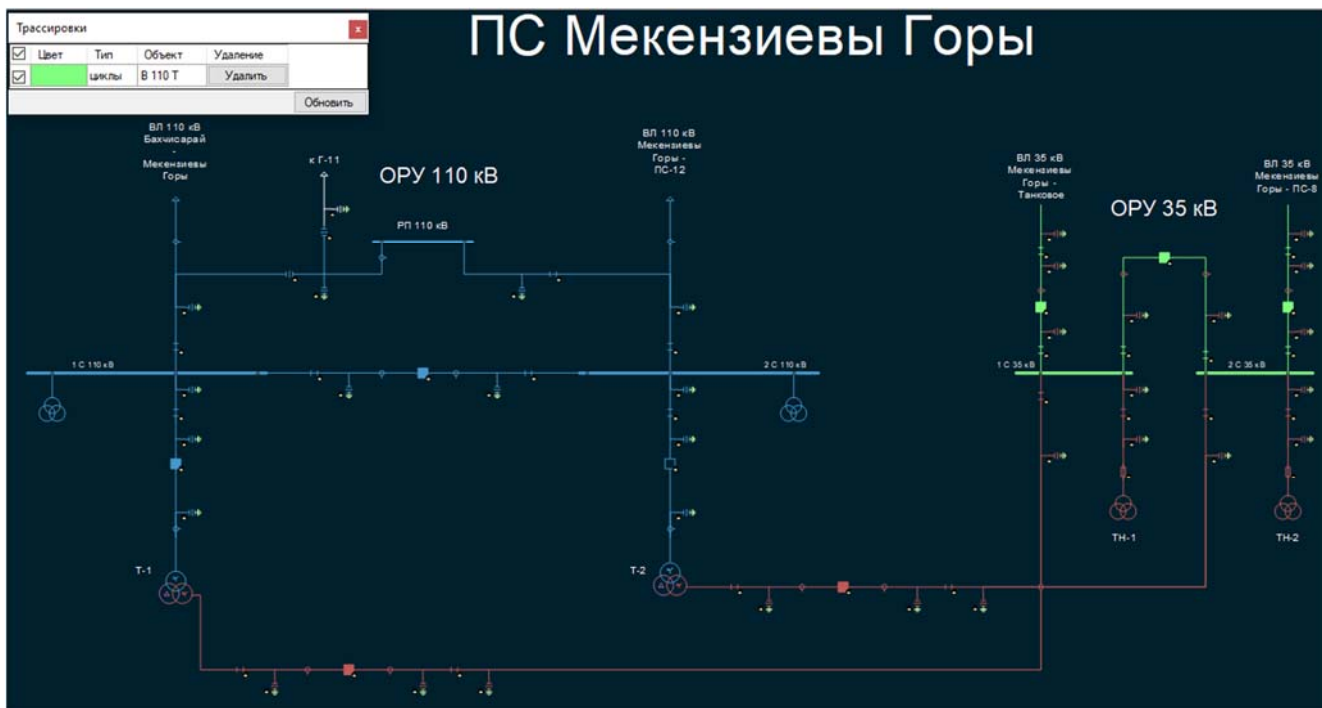 Трассировки
ПС Мекензиевы Горы
Цвет Тип Объект Удаление
циклы В 110 Т Удалить
Обновить
ВЛ 110 кВ
Бахчисарай
-
Мекензиевы
Горы
к Г-11
ОРУ 110 кВ
РП 110 кВ
ВЛ 110 кВ
Мекензиевы
Горы -
ПС-12
ВЛ 35 кВ
Мекензиевы
Горы -
Танковое
ОРУ 35 кВ
ВЛ 35 кВ
Мекензиевы
Горы - ПС-8
1 С 110 кВ
2 С 110 кВ
1 С 35 кВ
2 С 35 кВ
Т-1
Т-2
ТН-1
ТН-2